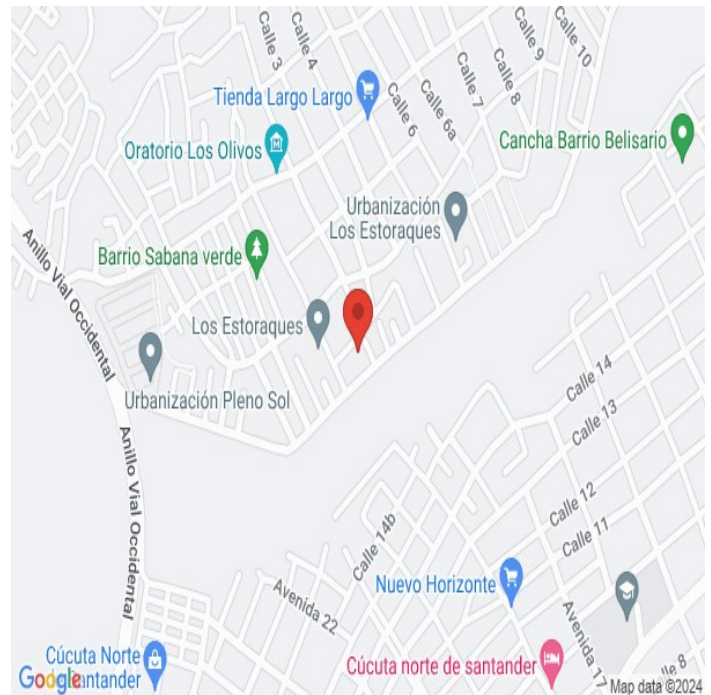 Calle 3
Calle 4
Calle 6
Calle 6a
Calle 7
Calle 8
Calle 9
Calle 10
Tienda Largo Largo
Oratorio Los Olivos
Cancha Barrio Belisario
Urbanización
Los Estoraques
Barrio Sabana verde
Anillo Vial Occidental
Los Estoraques
Urbanización Pleno Sol
Calle 14
Calle 13
Anillo Vial Occidental
Calle 12
Calle 11
Calle 14b
Avenida 22
Nuevo Horizonte
Avenida 17
Calle 8
Cúcuta Norte
Santander
Cúcuta norte de santander
Google
Map data ©2024